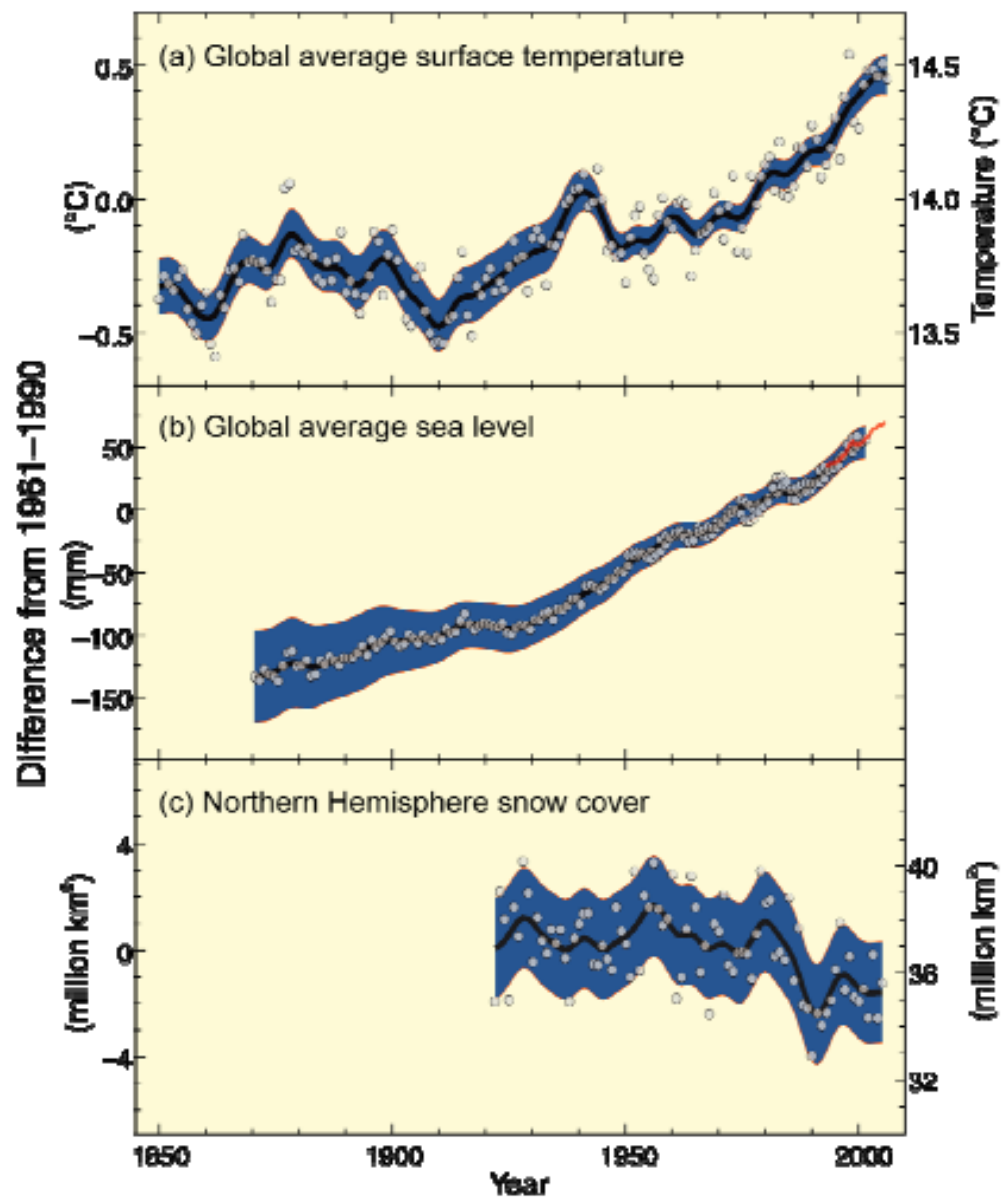 (a) Global average surface temperature
0.5
0.0
−0.5
(°C)
14.5
14.0
13.5
Temperature (°C)
Difference from 1961–1990
(b) Global average sea level
50
0
−50
−100
−150
(mm)
(c) Northern Hemisphere snow cover
4
0
−4
(million km²)
40
36
32
(million km²)
1850
1900
1950
2000
Year